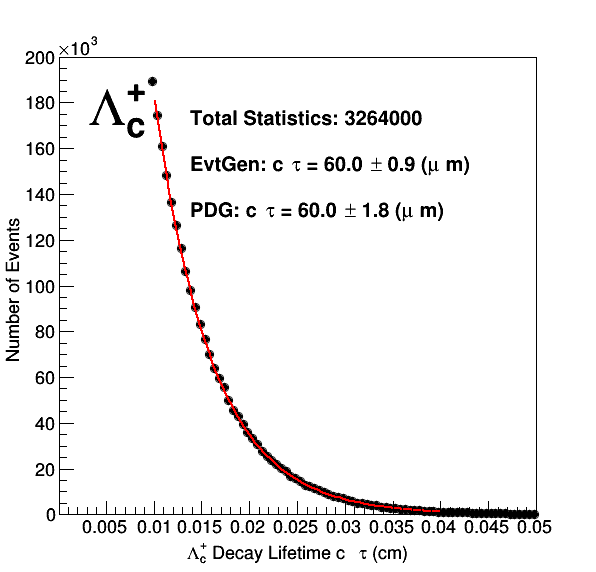 ×10³
200
180
160
140
120
100
80
60
40
20
0
Number of Events
Λc⁺
Total Statistics: 3264000
EvtGen: c τ = 60.0 ± 0.9 (μ m)
PDG: c τ = 60.0 ± 1.8 (μ m)
0.005 0.01 0.015 0.02 0.025 0.03 0.035 0.04 0.045 0.05
Λc⁺ Decay Lifetime c τ (cm)